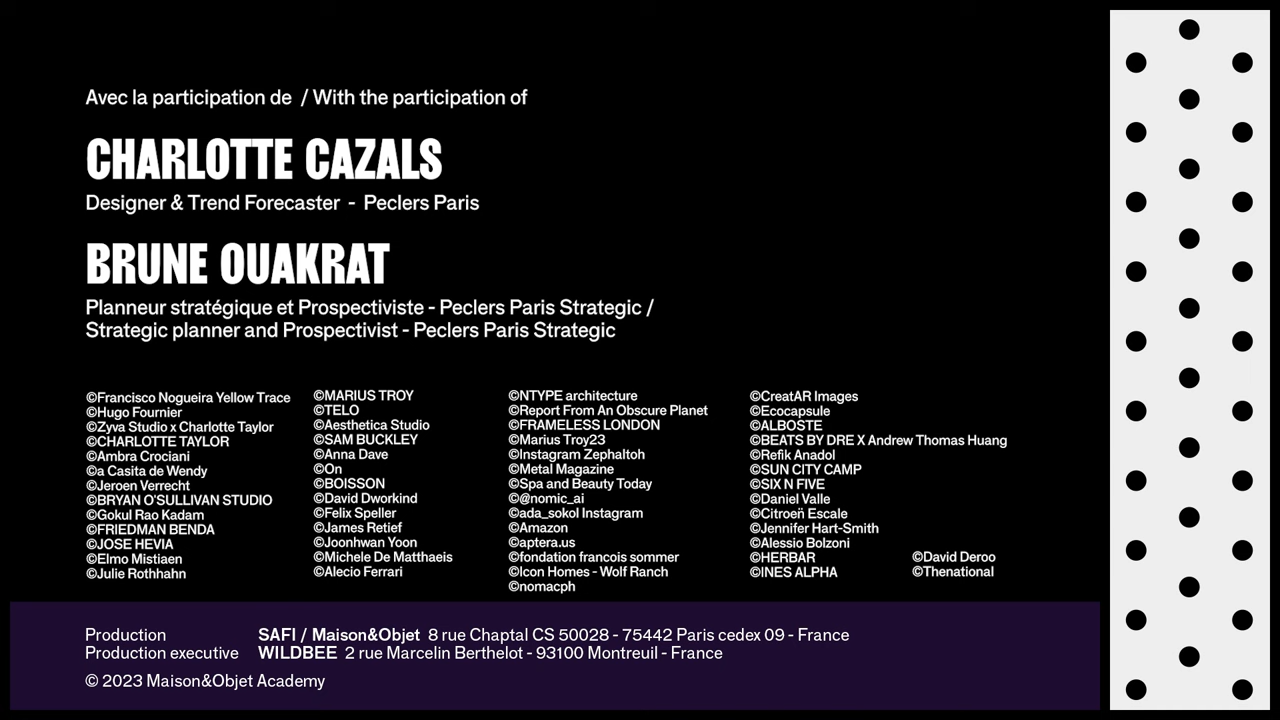 Avec la participation de / With the participation of
CHARLOTTE CAZALS
Designer & Trend Forecaster - Peclers Paris
BRUNE OUAKRAT
Planneur stratégique et Prospectiviste - Peclers Paris Strategic /
Strategic planner and Prospectivist - Peclers Paris Strategic
©Francisco Nogueira Yellow Trace
©Hugo Fournier
©Zyva Studio x Charlotte Taylor
©CHARLOTTE TAYLOR
©Ambra Crociani
©a Casita de Wendy
©Jeroen Verrecht
©BRYAN O'SULLIVAN STUDIO
©Gokul Rao Kadam
©FRIEDMAN BENDA
©JOSE HEVIA
©Elmo Mistiaen
©Julie Rothhahn
©MARIUS TROY
©TELO
©Aesthetica Studio
©SAM BUCKLEY
©Anna Dave
©On
©BOISSON
©David Dworkind
©Felix Speller
©James Retief
©Joonhwan Yoon
©Michele De Matthaeis
©Alecio Ferrari
©NTYPE architecture
©Report From An Obscure Planet
©FRAMELESS LONDON
©Marius Troy23
©Instagram Zephaltoh
©Metal Magazine
©Spa and Beauty Today
©@nomic_ai
©ada_sokol Instagram
©Amazon
©aptera.us
©fondation francois sommer
©Icon Homes - Wolf Ranch
©nomacph
©CreatAR Images
©Ecocapsule
©ALBOSTE
©BEATS BY DRE X Andrew Thomas Huang
©Refik Anadol
©SUN CITY CAMP
©SIX N FIVE
©Daniel Valle
©Citroën Escale
©Jennifer Hart-Smith
©Alessio Bolzoni
©HERBAR
©INES ALPHA
©David Deroo
©Thenational
Production SAFI / Maison&Objet 8 rue Chaptal CS 50028 - 75442 Paris cedex 09 - France
Production executive WILDBEE 2 rue Marcelin Berthelot - 93100 Montreuil - France
© 2023 Maison&Objet Academy